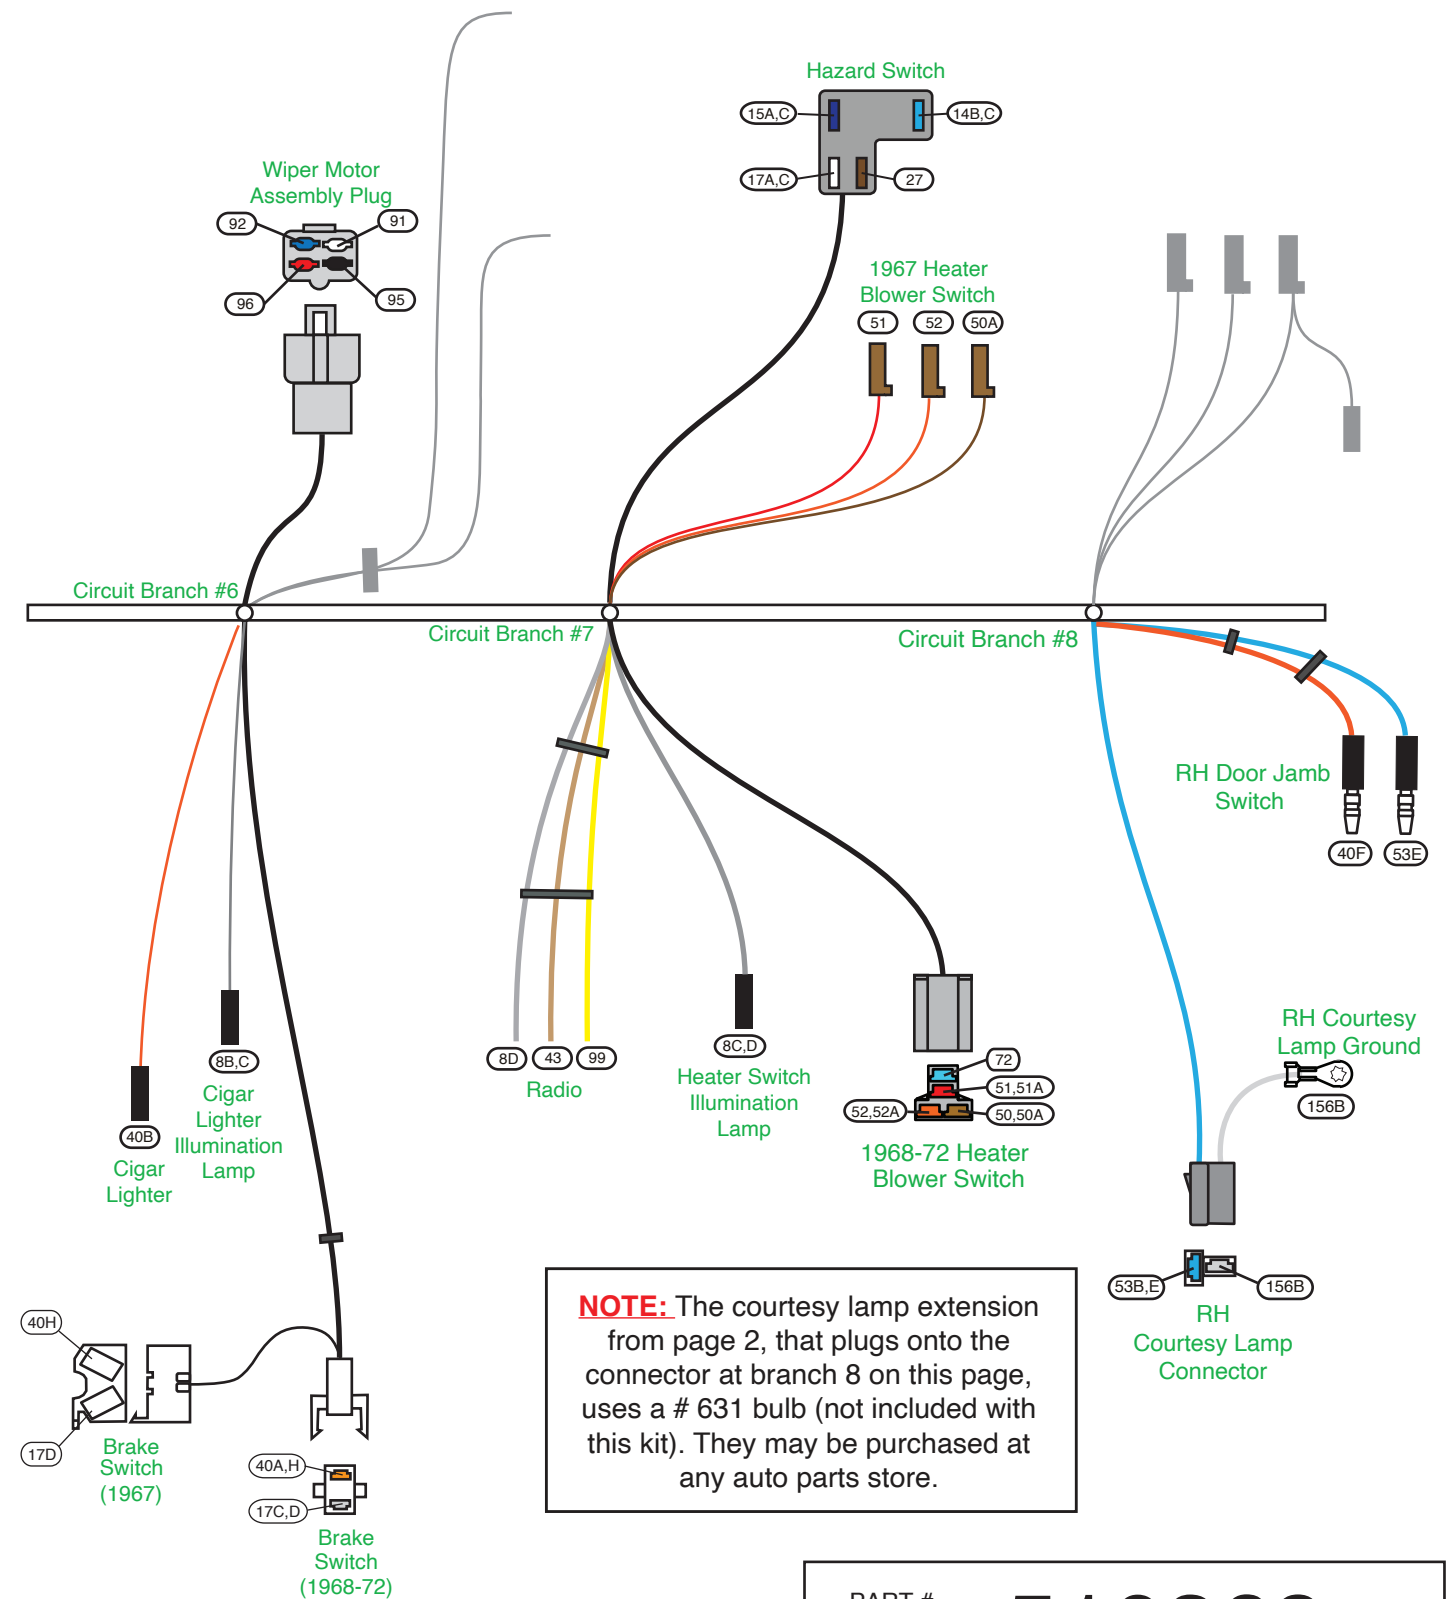 Hazard Switch
15A,C
14B,C
17A,C
27
Wiper Motor
Assembly Plug
92
91
96
95
1967 Heater
Blower Switch
51
52
50A
Circuit Branch #6
Circuit Branch #7
Circuit Branch #8
RH Door Jamb
Switch
40F
53E
8B,C
Cigar
Lighter
Illumination
Lamp
40B
Cigar
Lighter
8D
43
99
Radio
8C,D
Heater Switch
Illumination
Lamp
72
51,51A
52,52A
50,50A
1968-72 Heater
Blower Switch
RH Courtesy
Lamp Ground
156B
53B,E
156B
RH
Courtesy Lamp
Connector
40H
17D
Brake
Switch
(1967)
40A,H
17C,D
Brake
Switch
(1968-72)
NOTE: The courtesy lamp extension
from page 2, that plugs onto the
connector at branch 8 on this page,
uses a # 631 bulb (not included with
this kit). They may be purchased at
any auto parts store.
PART #